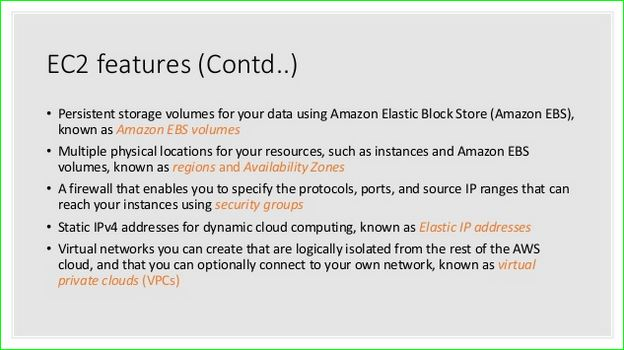 EC2 features (Contd..)
• Persistent storage volumes for your data using Amazon Elastic Block Store (Amazon EBS),
known as Amazon EBS volumes
• Multiple physical locations for your resources, such as instances and Amazon EBS
volumes, known as regions and Availability Zones
• A firewall that enables you to specify the protocols, ports, and source IP ranges that can
reach your instances using security groups
• Static IPv4 addresses for dynamic cloud computing, known as Elastic IP addresses
• Virtual networks you can create that are logically isolated from the rest of the AWS
cloud, and that you can optionally connect to your own network, known as virtual
private clouds (VPCs)